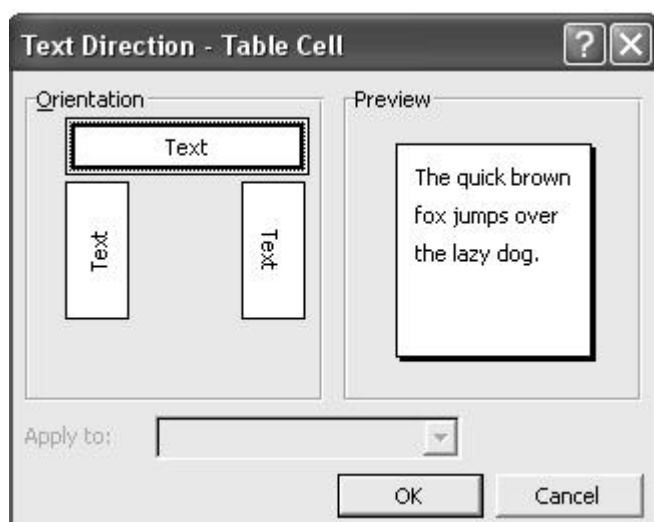 Text Direction - Table Cell
Orientation
Text
Text
Text
Preview
The quick brown
fox jumps over
the lazy dog.
Apply to:
OK
Cancel